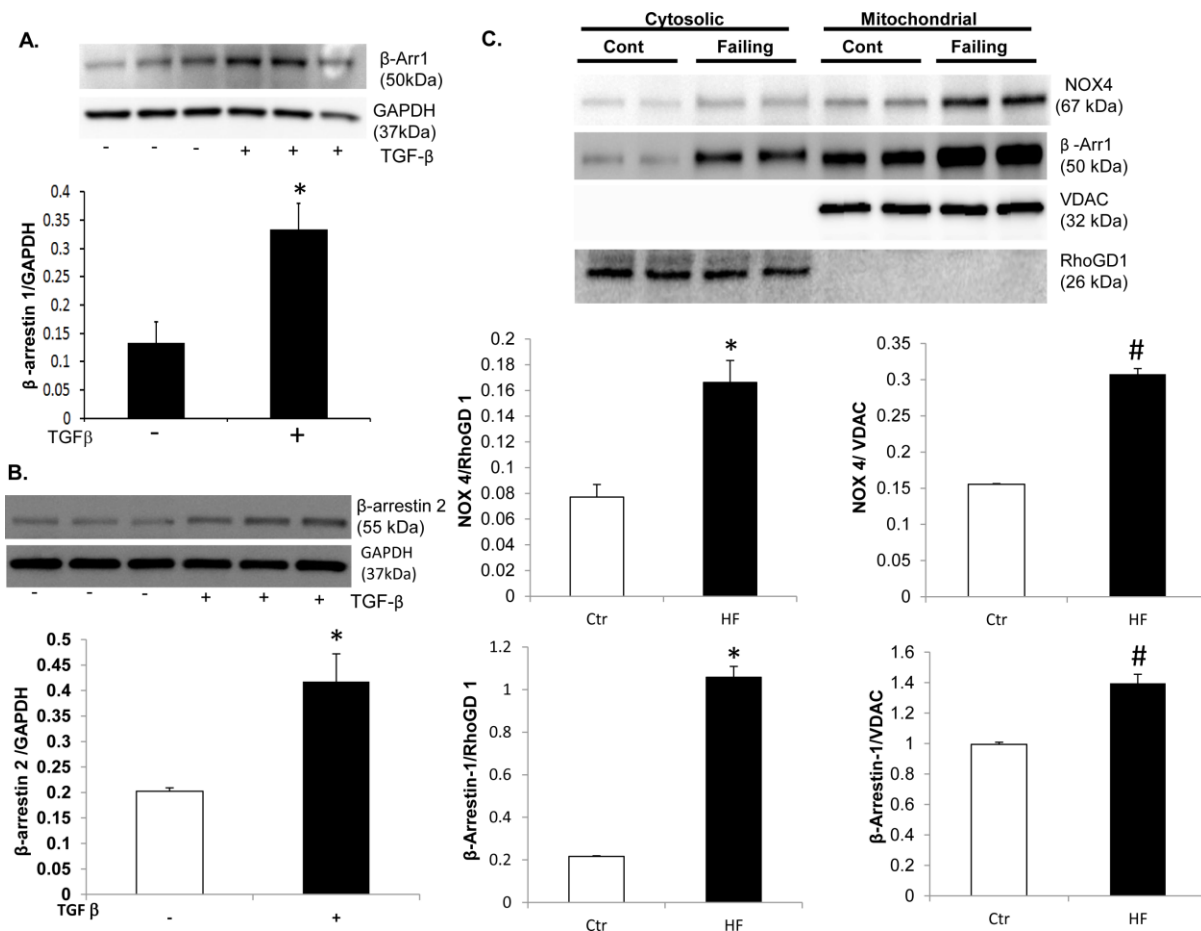 A.
β-Arr1
(50kDa)
GAPDH
(37kDa)
- - - + + +
TGF-β
*
0.4
0.35
0.3
0.25
0.2
0.15
0.1
0.05
0
β-arrestin 1/GAPDH
TGFβ - +
B.
β-arrestin 2
(55 kDa)
GAPDH
(37kDa)
- - - + + +
TGF-β
*
0.5
0.45
0.4
0.35
0.3
0.25
0.2
0.15
0.1
0.05
0
β-arrestin 2 /GAPDH
TGF β - +
C.
Cytosolic Mitochondrial
Cont Failing Cont Failing
NOX4
(67 kDa)
β -Arr1
(50 kDa)
VDAC
(32 kDa)
RhoGD1
(26 kDa)
*
0.2
0.18
0.16
0.14
0.12
0.1
0.08
0.06
0.04
0.02
0
NOX 4/RhoGD 1
Ctr HF
#
0.35
0.3
0.25
0.2
0.15
0.1
0.05
0
NOX 4/ VDAC
Ctr HF
*
1.2
1
0.8
0.6
0.4
0.2
0
β-Arrestin-1/RhoGD 1
Ctr HF
#
1.6
1.4
1.2
1
0.8
0.6
0.4
0.2
0
β-Arrestin-1/VDAC
Ctr HF